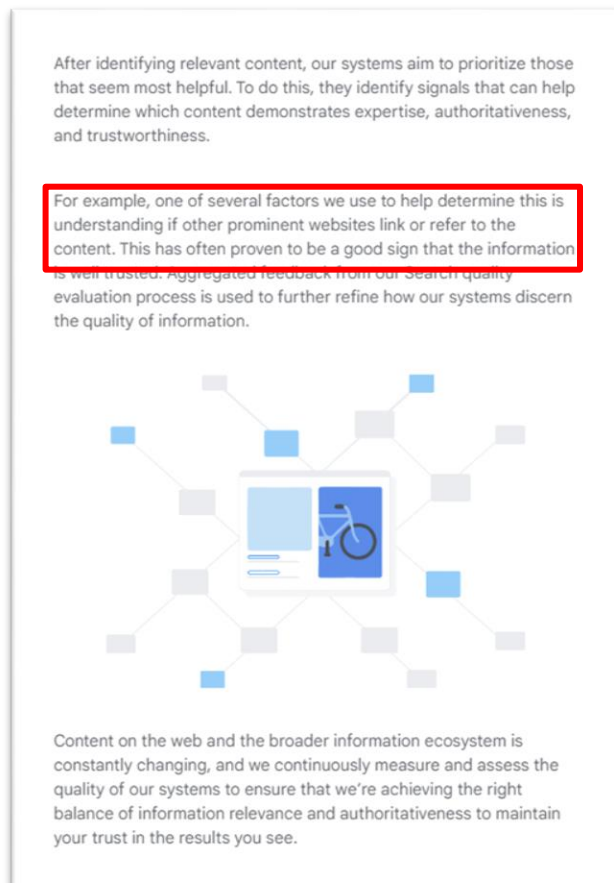 After identifying relevant content, our systems aim to prioritize those
that seem most helpful. To do this, they identify signals that can help
determine which content demonstrates expertise, authoritativeness,
and trustworthiness.
For example, one of several factors we use to help determine this is
understanding if other prominent websites link or refer to the
content. This has often proven to be a good sign that the information
is well trusted. Aggregated feedback from our Search quality
evaluation process is used to further refine how our systems discern
the quality of information.
Content on the web and the broader information ecosystem is
constantly changing, and we continuously measure and assess the
quality of our systems to ensure that we're achieving the right
balance of information relevance and authoritativeness to maintain
your trust in the results you see.